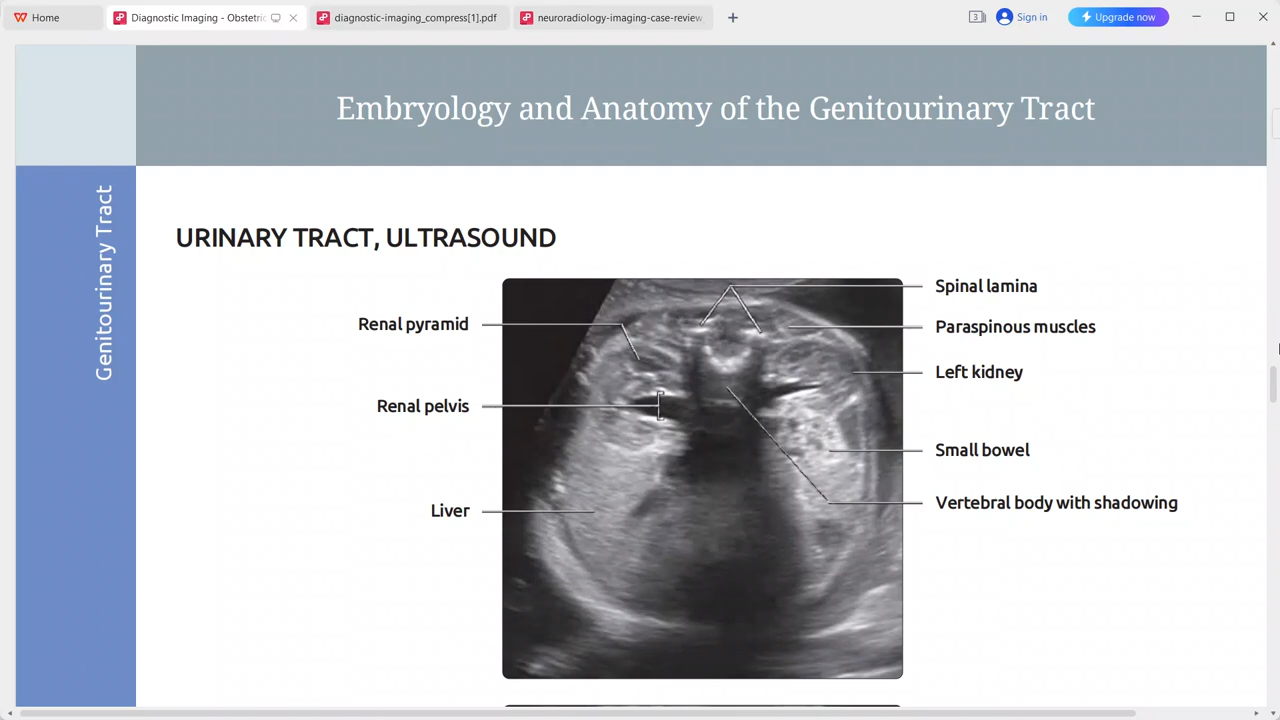 Home
Diagnostic Imaging - Obstetric
diagnostic-imaging_compress[1].pdf
neuroradiology-imaging-case-review
3
Sign in
Upgrade now
Embryology and Anatomy of the Genitourinary Tract
Genitourinary Tract
URINARY TRACT, ULTRASOUND
Renal pyramid
Renal pelvis
Liver
Spinal lamina
Paraspinous muscles
Left kidney
Small bowel
Vertebral body with shadowing